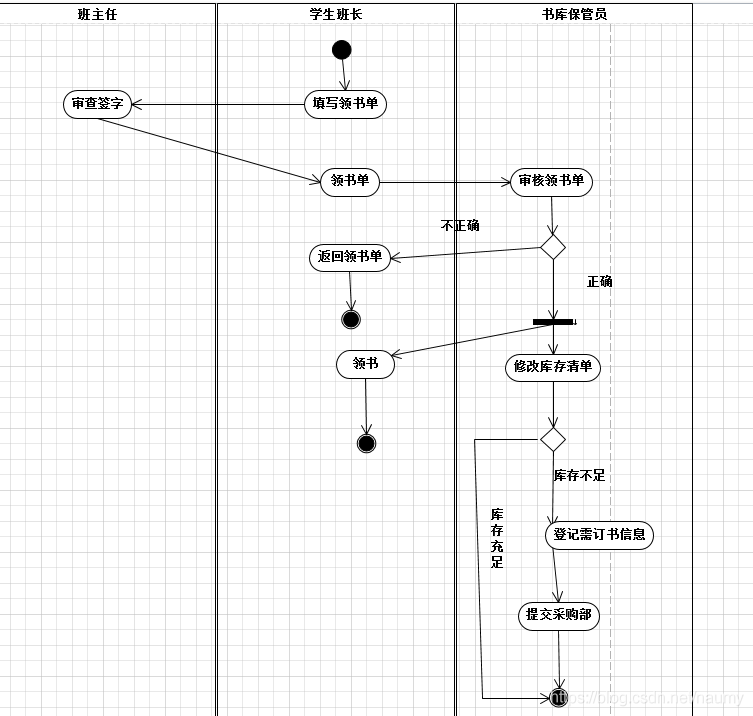 班主任
学生班长
书库保管员
审查签字
填写领书单
领书单
审核领书单
不正确
返回领书单
正确
领书
修改库存清单
库存不足
库存充足
登记需订书信息
提交采购部
https://blog.csdn.net/naumy